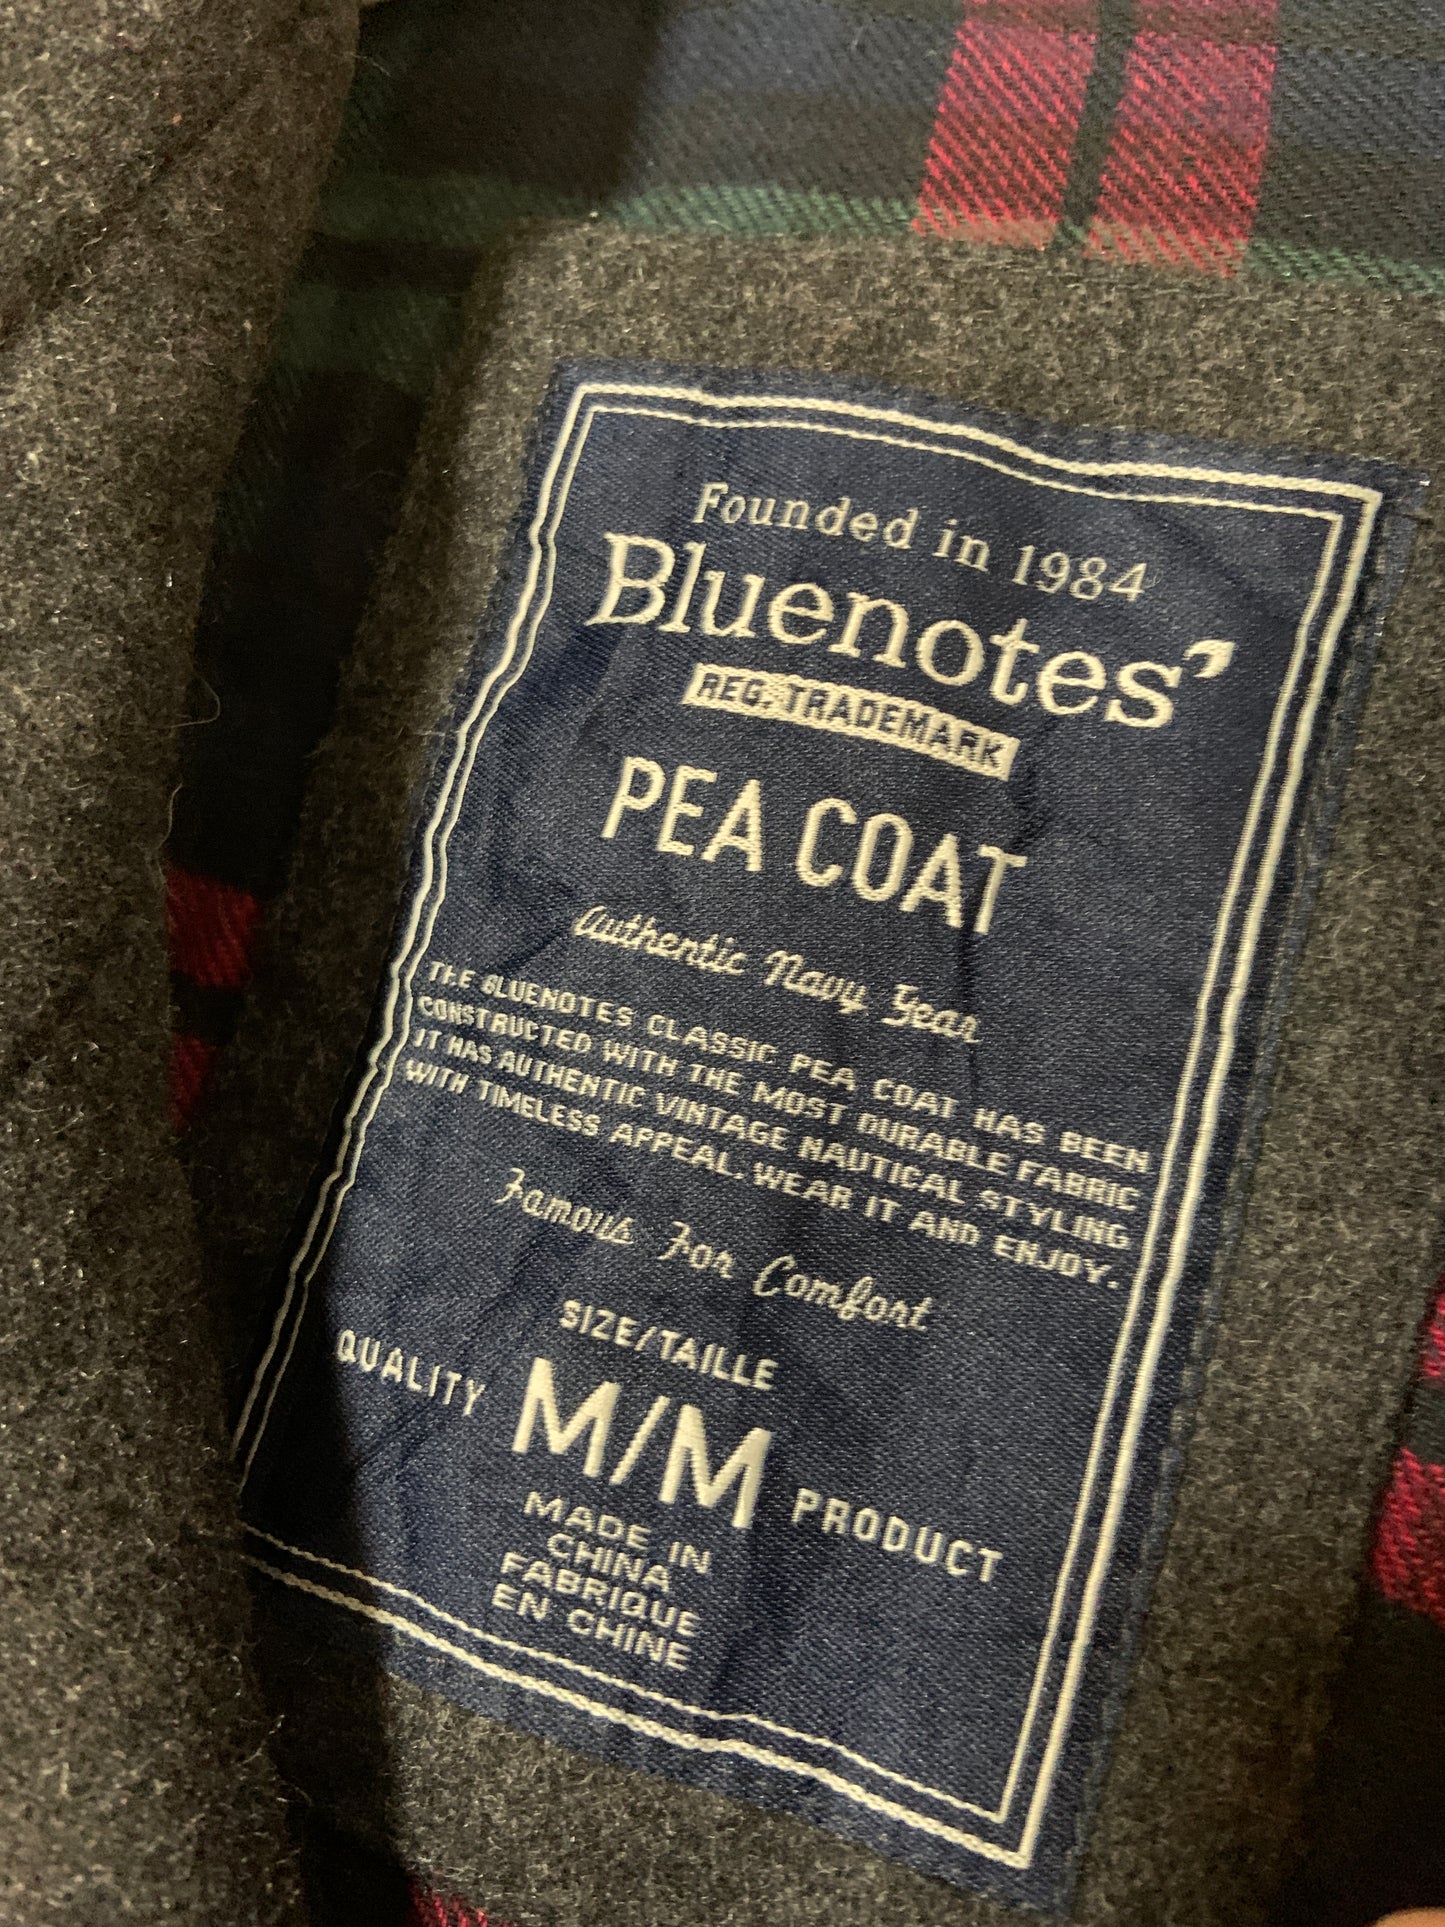 Founded in 1984
Bluenotes
REG. TRADEMARK
PEA COAT
Authentic Navy Gear
THE BLUENOTES CLASSIC PEA COAT HAS BEEN
CONSTRUCTED WITH THE MOST DURABLE FABRIC
IT HAS AUTHENTIC VINTAGE NAUTICAL STYLING
WITH TIMELESS APPEAL. WEAR IT AND ENJOY.
Famous For Comfort
SIZE/TAILLE
QUALITY M/M PRODUCT
MADE IN
CHINA
FABRIQUE
EN CHINE